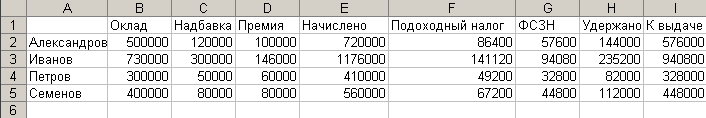 A B C D E F G H I
1 Оклад Надбавка Премия Начислено Подоходный налог ФСЗН Удержано К выдаче
2 Александров 500000 120000 100000 720000 86400 57600 144000 576000
3 Иванов 730000 300000 146000 1176000 141120 94080 235200 940800
4 Петров 300000 50000 60000 410000 49200 32800 82000 328000
5 Семенов 400000 80000 80000 560000 67200 44800 112000 448000
6